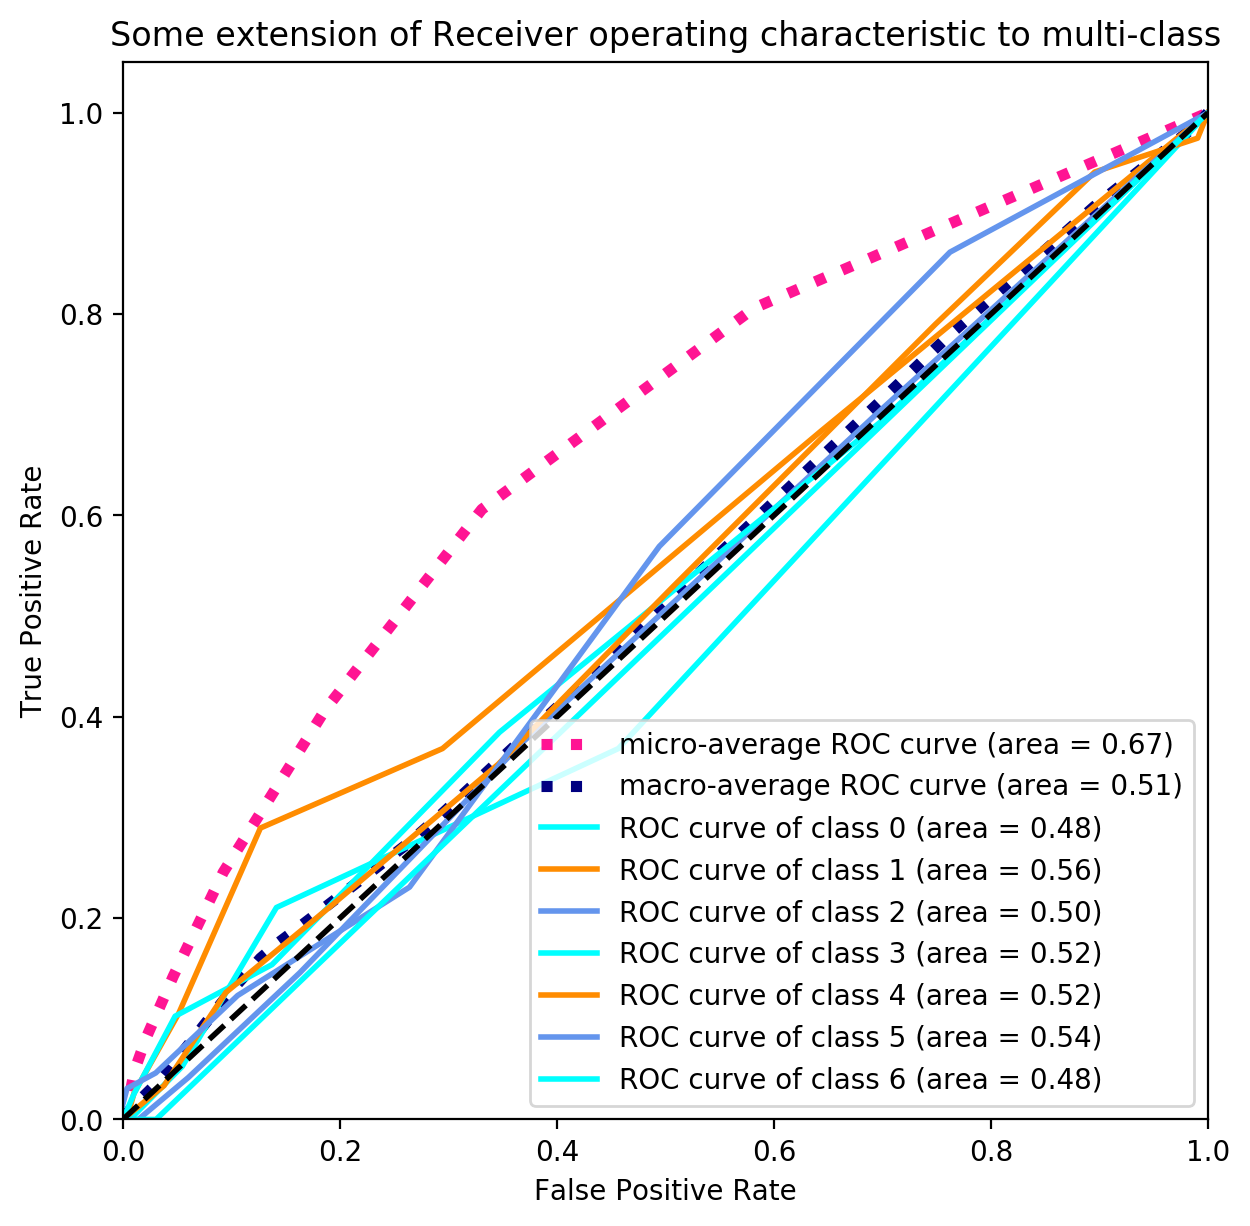 Some extension of Receiver operating characteristic to multi-class
1.0
0.8
0.6
0.4
0.2
0.0
True Positive Rate
micro-average ROC curve (area = 0.67)
macro-average ROC curve (area = 0.51)
ROC curve of class 0 (area = 0.48)
ROC curve of class 1 (area = 0.56)
ROC curve of class 2 (area = 0.50)
ROC curve of class 3 (area = 0.52)
ROC curve of class 4 (area = 0.52)
ROC curve of class 5 (area = 0.54)
ROC curve of class 6 (area = 0.48)
0.0 0.2 0.4 0.6 0.8 1.0
False Positive Rate